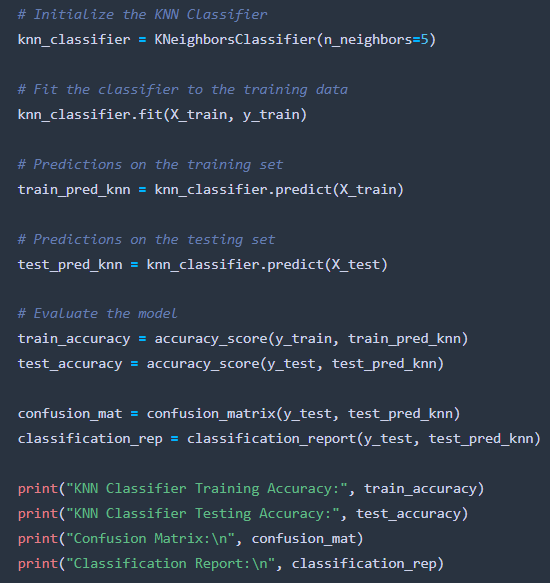 # Initialize the KNN Classifier
knn_classifier = KNeighborsClassifier(n_neighbors=5)
# Fit the classifier to the training data
knn_classifier.fit(X_train, y_train)
# Predictions on the training set
train_pred_knn = knn_classifier.predict(X_train)
# Predictions on the testing set
test_pred_knn = knn_classifier.predict(X_test)
# Evaluate the model
train_accuracy = accuracy_score(y_train, train_pred_knn)
test_accuracy = accuracy_score(y_test, test_pred_knn)
confusion_mat = confusion_matrix(y_test, test_pred_knn)
classification_rep = classification_report(y_test, test_pred_knn)
print("KNN Classifier Training Accuracy:", train_accuracy)
print("KNN Classifier Testing Accuracy:", test_accuracy)
print("Confusion Matrix:\n", confusion_mat)
print("Classification Report:\n", classification_rep)